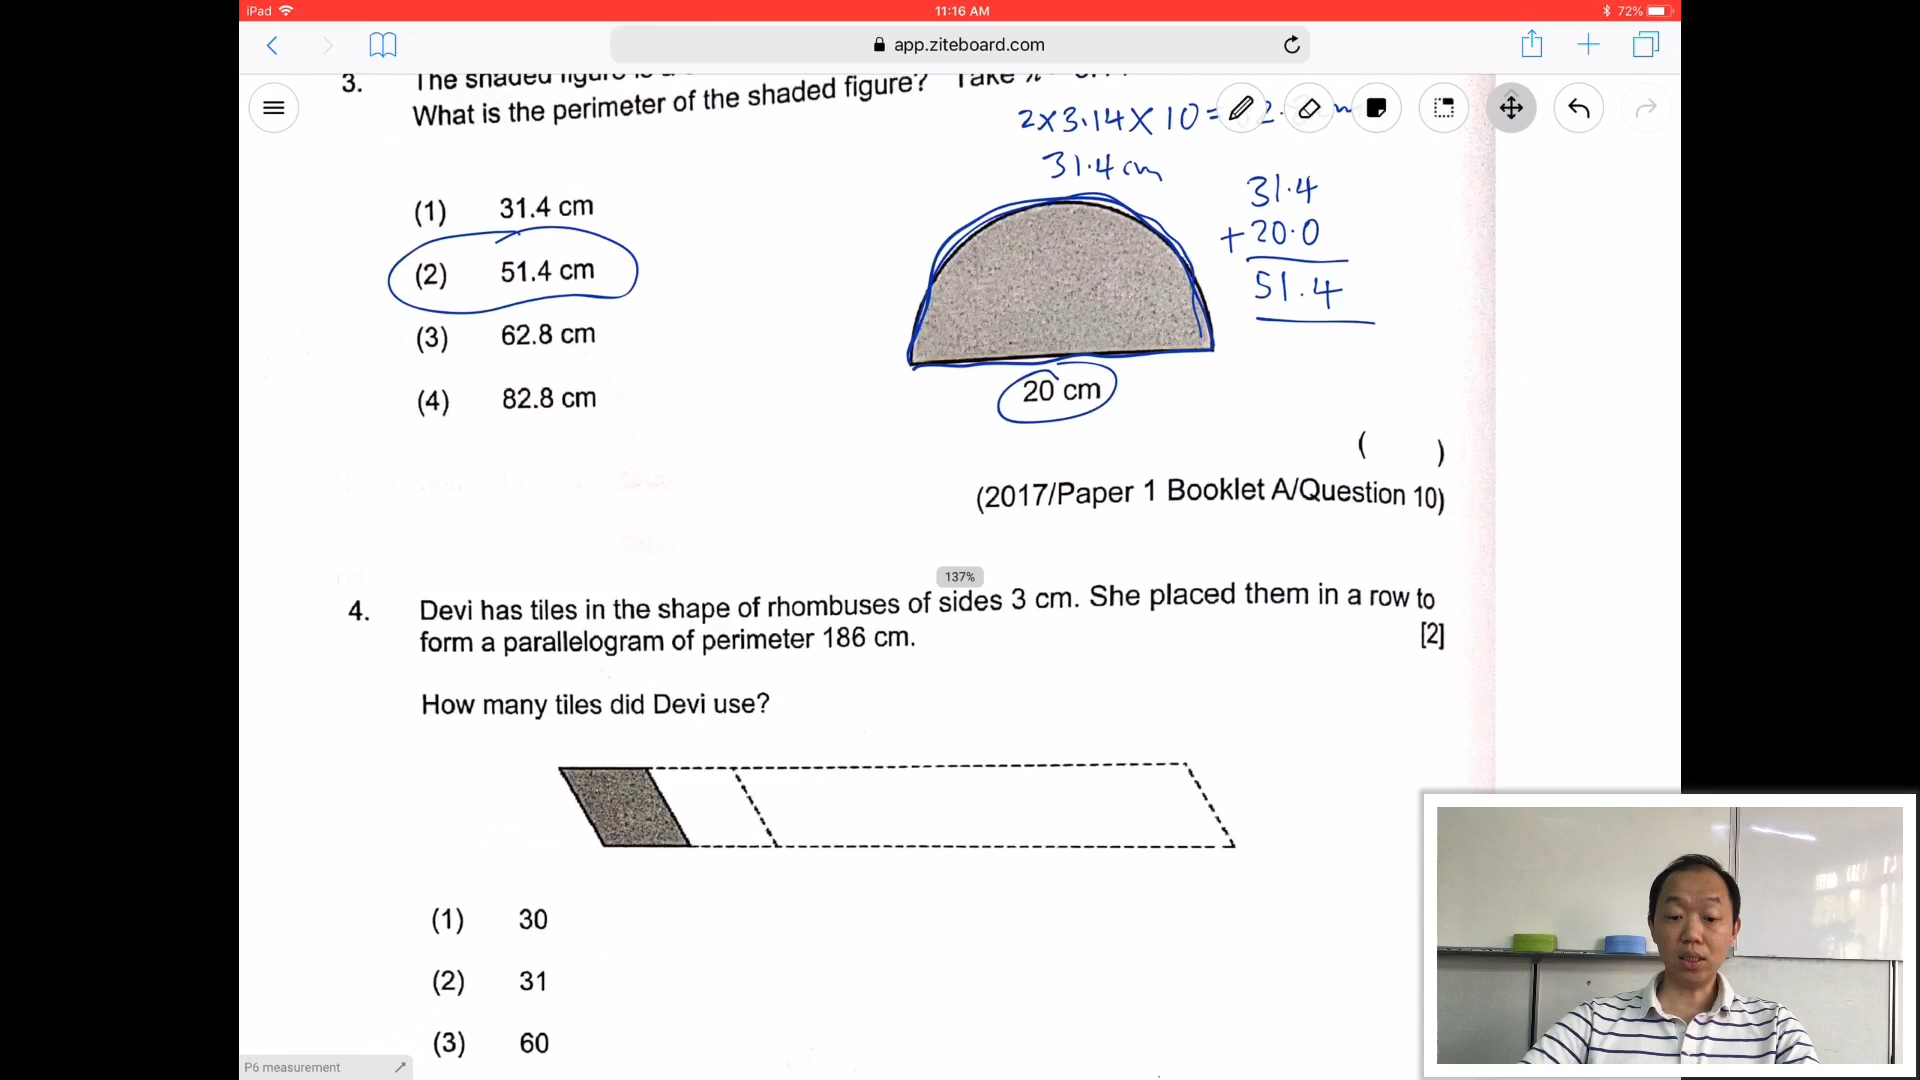 iPad
11:16 AM
72%
app.ziteboard.com
3.
What is the perimeter of the shaded figure? Take
2×3.14×10=
31.4 cm
(1) 31.4 cm
(2) 51.4 cm
(3) 62.8 cm
(4) 82.8 cm
31.4
+20.0
51.4
20 cm
( )
(2017/Paper 1 Booklet A/Question 10)
137%
4. Devi has tiles in the shape of rhombuses of sides 3 cm. She placed them in a row to
form a parallelogram of perimeter 186 cm. [2]
How many tiles did Devi use?
(1) 30
(2) 31
(3) 60
P6 measurement